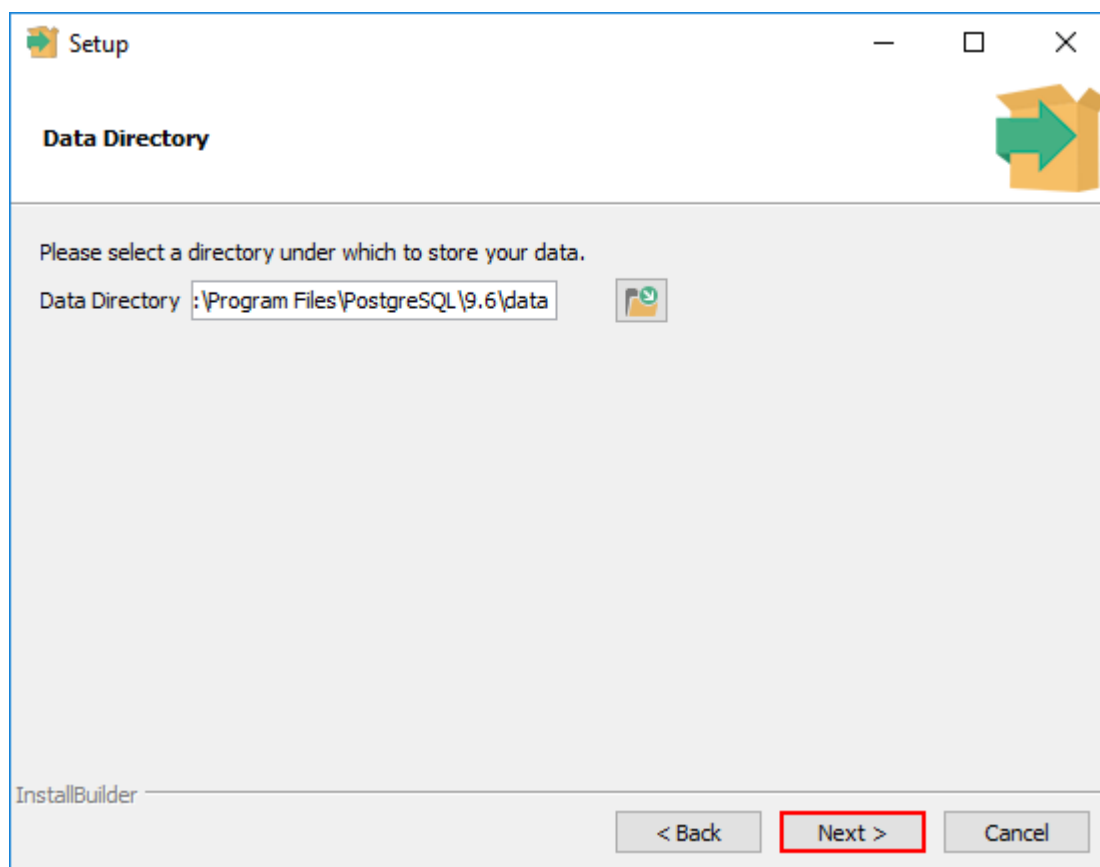 Setup
Data Directory
Please select a directory under which to store your data.
Data Directory :\Program Files\PostgreSQL\9.6\data
InstallBuilder
< Back Next > Cancel